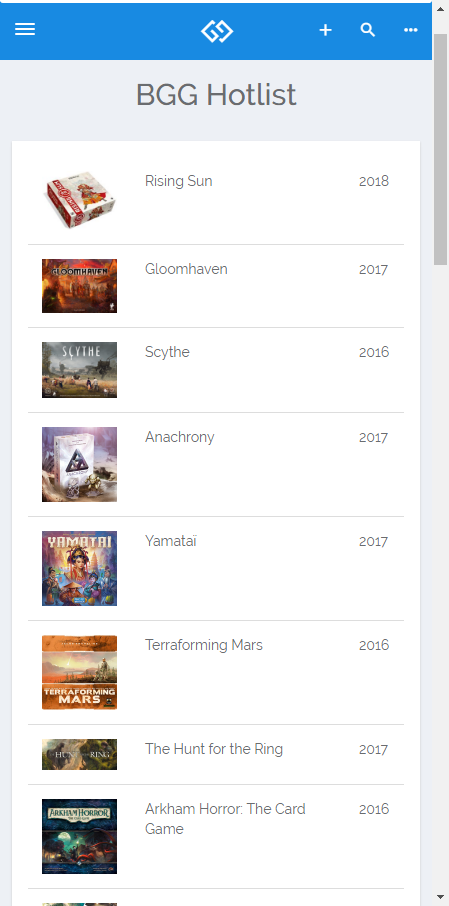 BGG Hotlist
Rising Sun 2018
GLOOMHAVEN
Gloomhaven 2017
SCYTHE
Scythe 2016
Anachrony 2017
YAMATAÏ
Yamataï 2017
TERRAFORMING
MARS
Terraforming Mars 2016
HUNT RING
The Hunt for the Ring 2017
ARKHAM HORROR
Arkham Horror: The Card 2016
Game